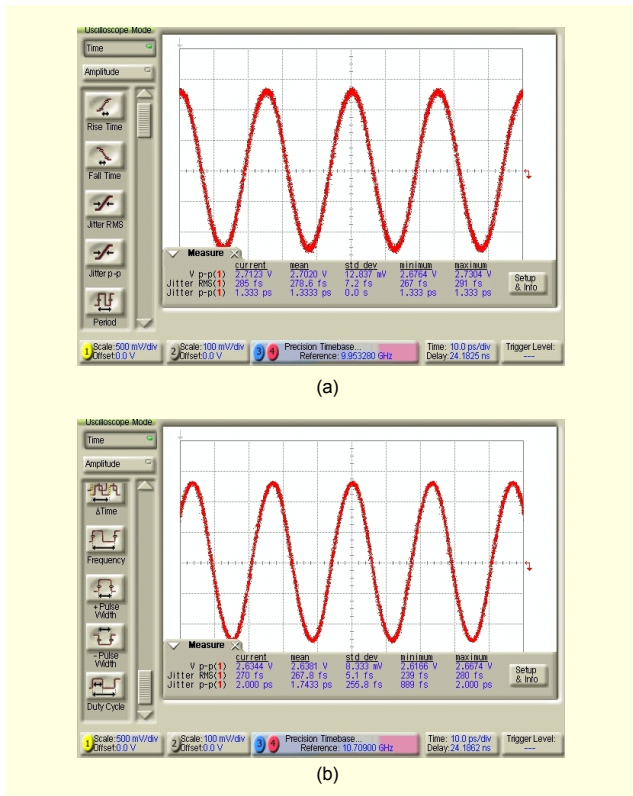 Oscilloscope Mode
Time
Amplitude
Rise Time
Fall Time
Jitter RMS
Jitter p-p
Period
Measure
current mean std dev minimum maximum
V p-p(1) 2.7123 V 2.7020 V 12.837 mV 2.6764 V 2.7304 V
Jitter RMS(1) 285 fs 278.6 fs 7.2 fs 267 fs 291 fs
Jitter p-p(1) 1.333 ps 1.3333 ps 0.0 s 1.333 ps 1.333 ps
Setup
& Info
1 Scale:500 mV/div
Offset:0.0 V
2 Scale:100 mV/div
Offset:0.0 V
3 4 Precision Timebase...
Reference: 9.953280 GHz
Time: 10.0 ps/div
Delay:24.1825 ns
Trigger Level:
---
(a)
Oscilloscope Mode
Time
Amplitude
ΔTime
Frequency
+ Pulse
Width
- Pulse
Width
Duty Cycle
Measure
current mean std dev minimum maximum
V p-p(1) 2.6344 V 2.6381 V 8.333 mV 2.6166 V 2.6674 V
Jitter RMS(1) 270 fs 267.8 fs 5.1 fs 239 fs 280 fs
Jitter p-p(1) 2.000 ps 1.7433 ps 255.8 fs 889 fs 2.000 ps
Setup
& Info
1 Scale:500 mV/div
Offset:0.0 V
2 Scale:100 mV/div
Offset:0.0 V
3 4 Precision Timebase...
Reference: 10.70900 GHz
Time: 10.0 ps/div
Delay:24.1862 ns
Trigger Level:
---
(b)